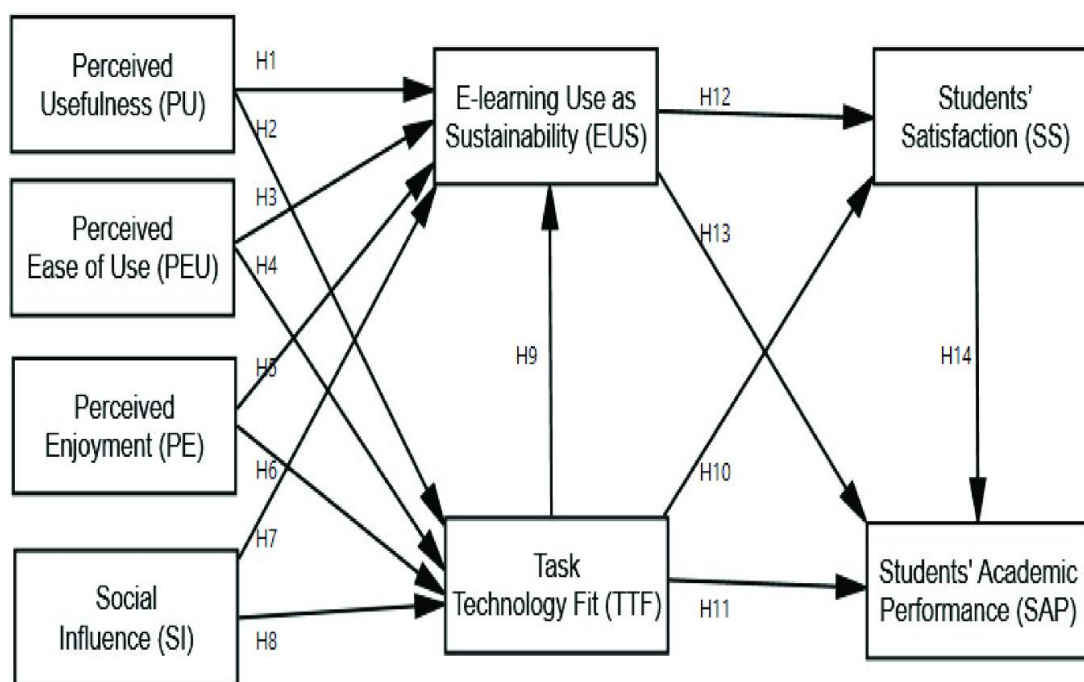 Perceived
Usefulness (PU)
H1
H2
Perceived
Ease of Use (PEU)
H3
H4
Perceived
Enjoyment (PE)
H5
H6
Social
Influence (SI)
H7
H8
E-learning Use as
Sustainability (EUS)
H9
Task
Technology Fit (TTF)
H12
H13
H10
H11
Students'
Satisfaction (SS)
H14
Students' Academic
Performance (SAP)